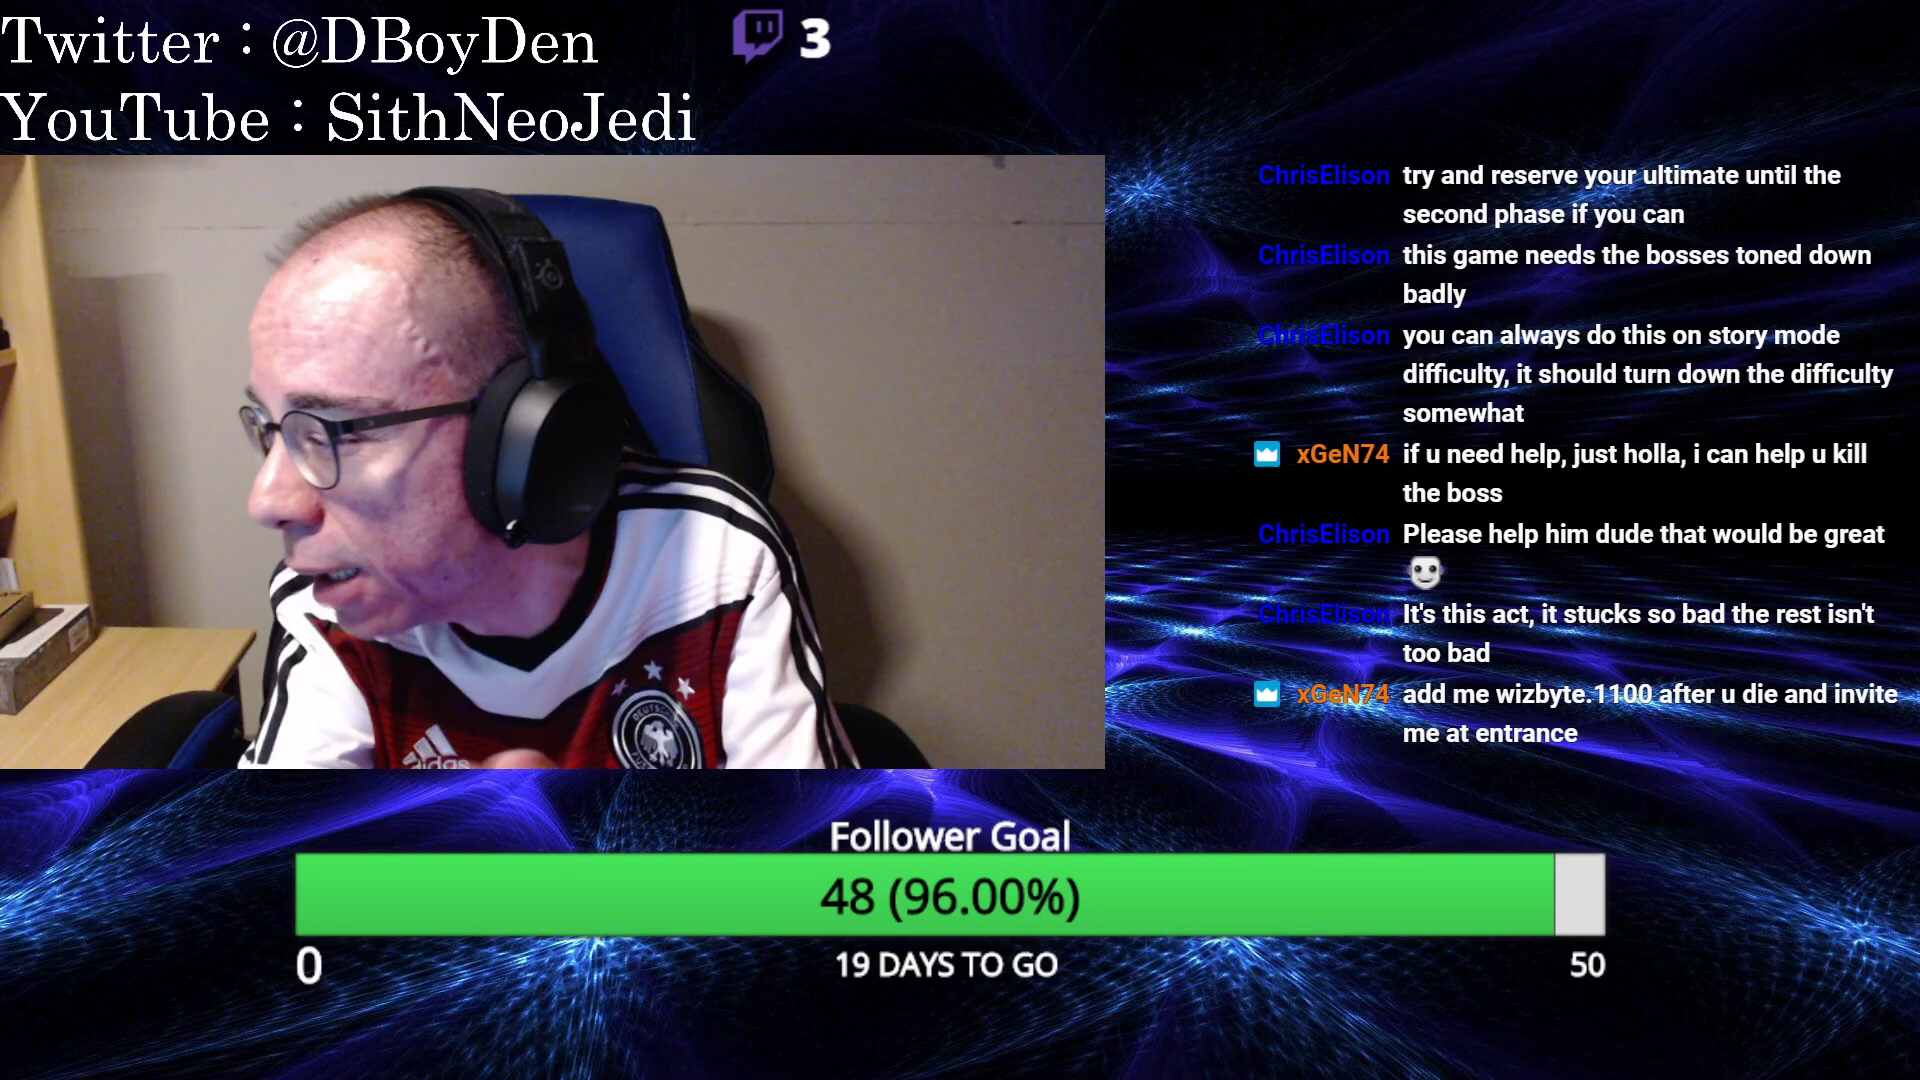 Twitter : @DBoyDen
3
YouTube : SithNeoJedi
ChrisElison try and reserve your ultimate until the
second phase if you can
ChrisElison this game needs the bosses toned down
badly
ChrisElison you can always do this on story mode
difficulty, it should turn down the difficulty
somewhat
xGeN74 if u need help, just holla, i can help u kill
the boss
ChrisElison Please help him dude that would be great
ChrisElison It's this act, it stucks so bad the rest isn't
too bad
xGeN74 add me wizbyte.1100 after u die and invite
me at entrance
adidas
DEUTSCHER
Follower Goal
48 (96.00%)
0
19 DAYS TO GO
50